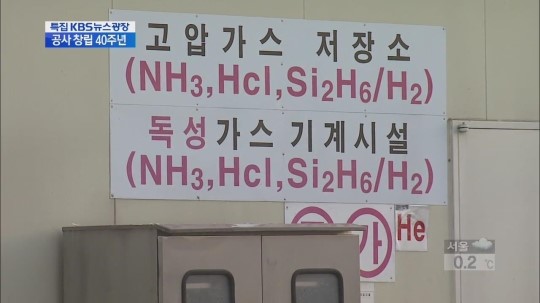 특집 KBS뉴스광장
공사 창립 40주년
고압가스 저장소
(NH3,Hcl,Si2H6/H2)
독성가스 기계시설
(NH3,Hcl,Si2H6/H2)
가
He
서울
0.2 ℃